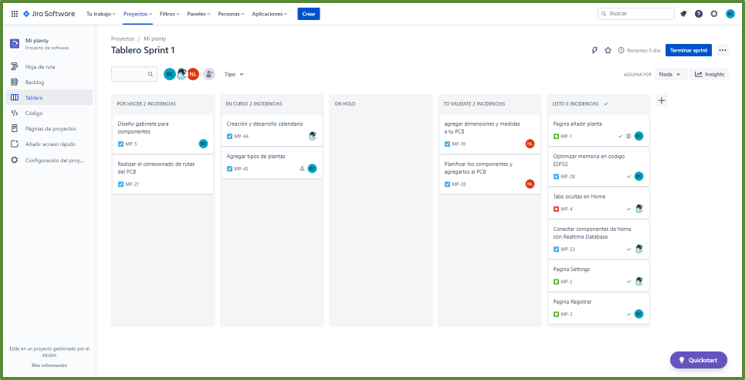 Jira Software
Tu trabajo
Proyectos
Filtros
Paneles
Personas
Aplicaciones
Crear
Buscar
Mi planty
Proyecto de software
Hoja de ruta
Backlog
Tablero
Código
Páginas de proyectos
Añadir acceso rápido
Configuración del proy...
Estás en un proyecto gestionado por el
equipo
Más información
Proyectos / Mi planty
Tablero Sprint 1
Restantes: 0 días
Terminar sprint
NL
Tipo
AGRUPAR POR
Nada
Insights
POR HACER 2 INCIDENCIAS
Diseño gabinete para
componentes
MP-5
Realizar el conexionado de rutas
del PCB
MP-21
EN CURSO 2 INCIDENCIAS
Creación y desarrollo calendario
MP-44
Agregar tipos de plantas
MP-45
ON HOLD
TO VALIDATE 2 INCIDENCIAS
agregar dimensiones y medidas
a tu PCB
MP-19
NL
Planificar los componentes y
agregarlos al PCB
MP-20
NL
LISTO 6 INCIDENCIAS
Pagina añadir planta
MP-1
Optimizar memoria en codigo
ESP32
MP-28
Tabs ocultas en Home
MP-4
Conectar componentes de home
con Realtime Database
MP-23
Pagina Settings
MP-2
Pagina Registrar
MP-3
Quickstart